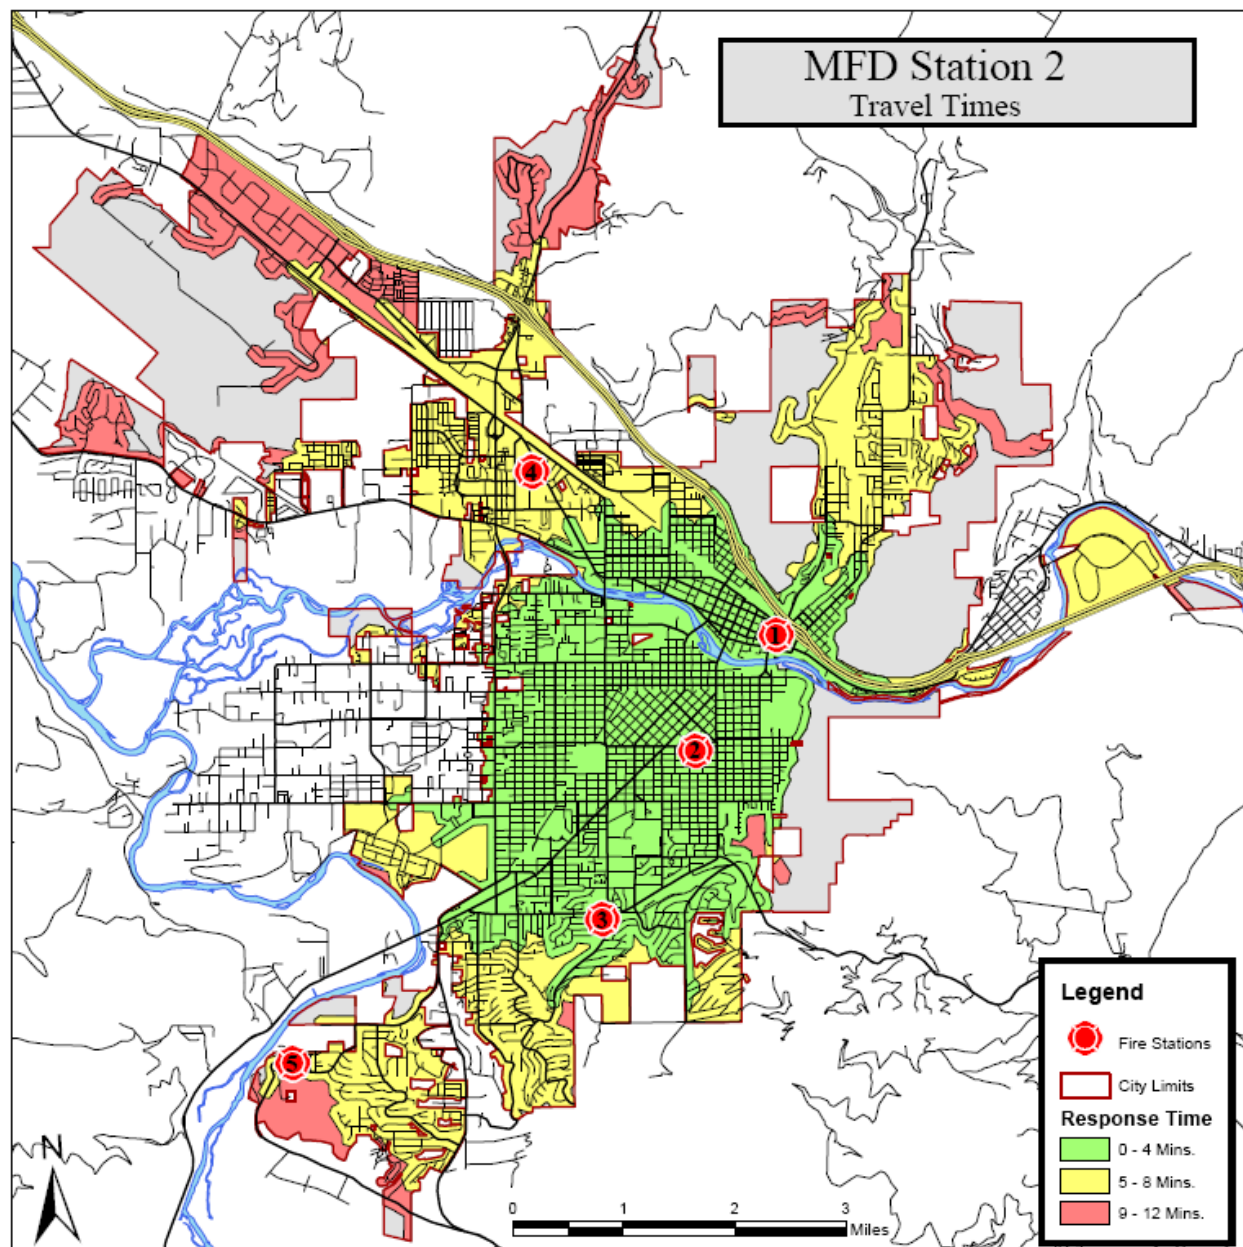 MFD Station 2
Travel Times
4
1
2
3
5
N
Legend
Fire Stations
City Limits
Response Time
0 - 4 Mins.
5 - 8 Mins.
9 - 12 Mins.
0 1 2 3
Miles